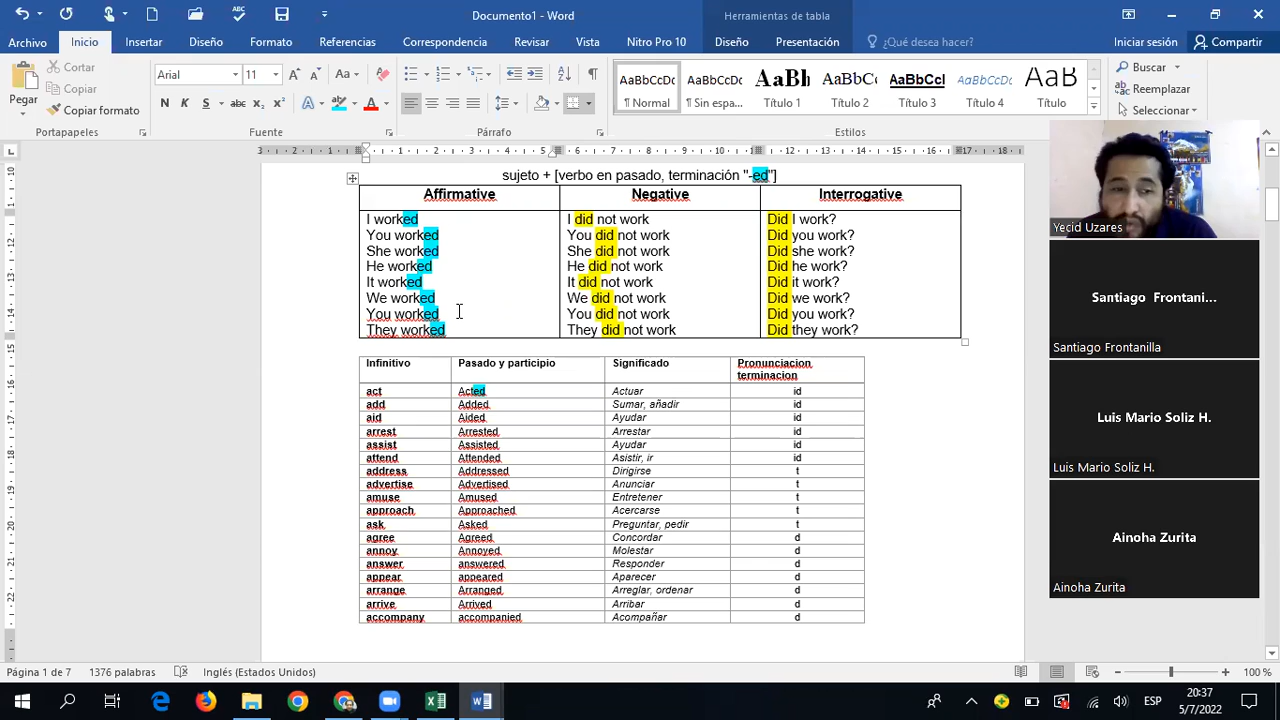 Documento1 - Word
Herramientas de tabla
Archivo Inicio Insertar Diseño Formato Referencias Correspondencia Revisar Vista Nitro Pro 10 Diseño Presentación ¿Qué desea hacer? Iniciar sesión Compartir
Pegar
Cortar
Copiar
Copiar formato
Portapapeles
Arial 11
Fuente
Párrafo
AaBbCcDc ¶ Normal
AaBbCcDc ¶ Sin espa...
AaBb Título 1
AaBbC Título 2
AaBbCcI Título 3
AaBbCcDc Título 4
AaB Título
Estilos
Buscar
Reemplazar
Seleccionar
sujeto + [verbo en pasado, terminación "-ed"]
Affirmative Negative Interrogative
I worked I did not work Did I work?
You worked You did not work Did you work?
She worked She did not work Did she work?
He worked He did not work Did he work?
It worked It did not work Did it work?
We worked We did not work Did we work?
You worked You did not work Did you work?
They worked They did not work Did they work?
Infinitivo Pasado y participio Significado Pronunciacion terminacion
act Acted Actuar id
add Added Sumar, añadir id
aid Aided Ayudar id
arrest Arrested Arrestar id
assist Assisted Ayudar id
attend Attended Asistir, ir id
address Addressed Dirigirse t
advertise Advertised Anunciar t
amuse Amused Entretener t
approach Approached Acercarse t
ask Asked Preguntar, pedir t
agree Agreed Concordar d
annoy Annoyed Molestar d
answer answered Responder d
appear appeared Aparecer d
arrange Arranged Arreglar, ordenar d
arrive Arrived Arribar d
accompany accompanied Acompañar d
Yecid Uzares
Santiago Frontani...
Santiago Frontanilla
Luis Mario Soliz H.
Luis Mario Soliz H.
Ainoha Zurita
Ainoha Zurita
Página 1 de 7 1376 palabras Inglés (Estados Unidos) 100 %
ESP
20:37
5/7/2022